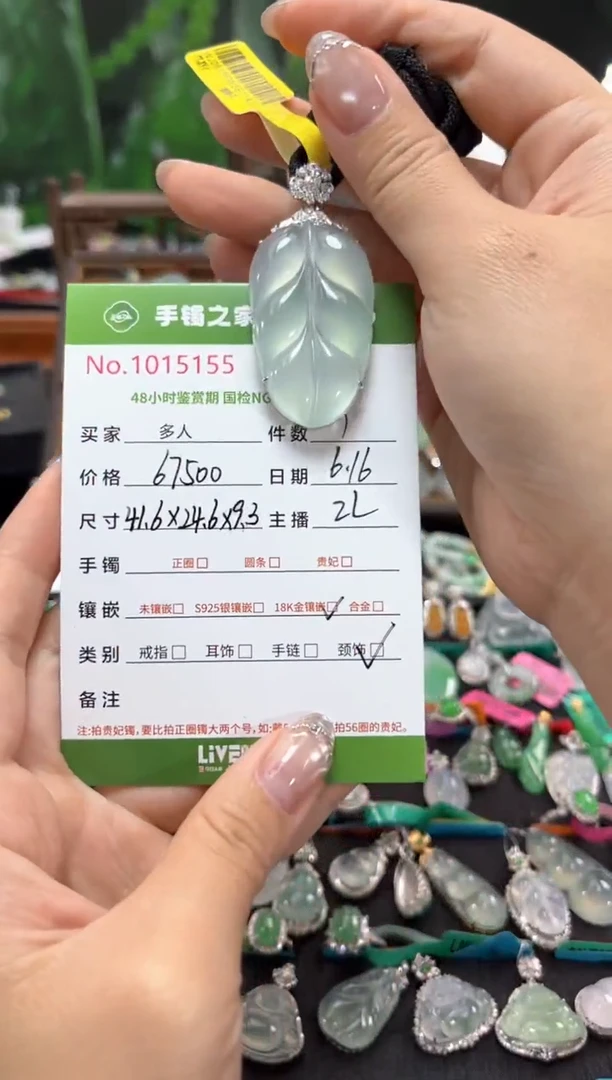 手镯之家
No.1015155
48小时鉴赏期 国检NG
买家 多人 件数 1
价格 67500 日期 6.16
尺寸 41.6×24.6×9.3 主播 2L
手镯 正圈□ 圆条□ 贵妃□
镶嵌 未镶嵌□ S925银镶嵌□ 18K金镶嵌☑ 合金□
类别 戒指□ 耳饰□ 手链□ 颈饰☑
备注
注:拍贵妃镯,要比拍正圈镯大两个号,如: 拍56圈的贵妃。
LIVE